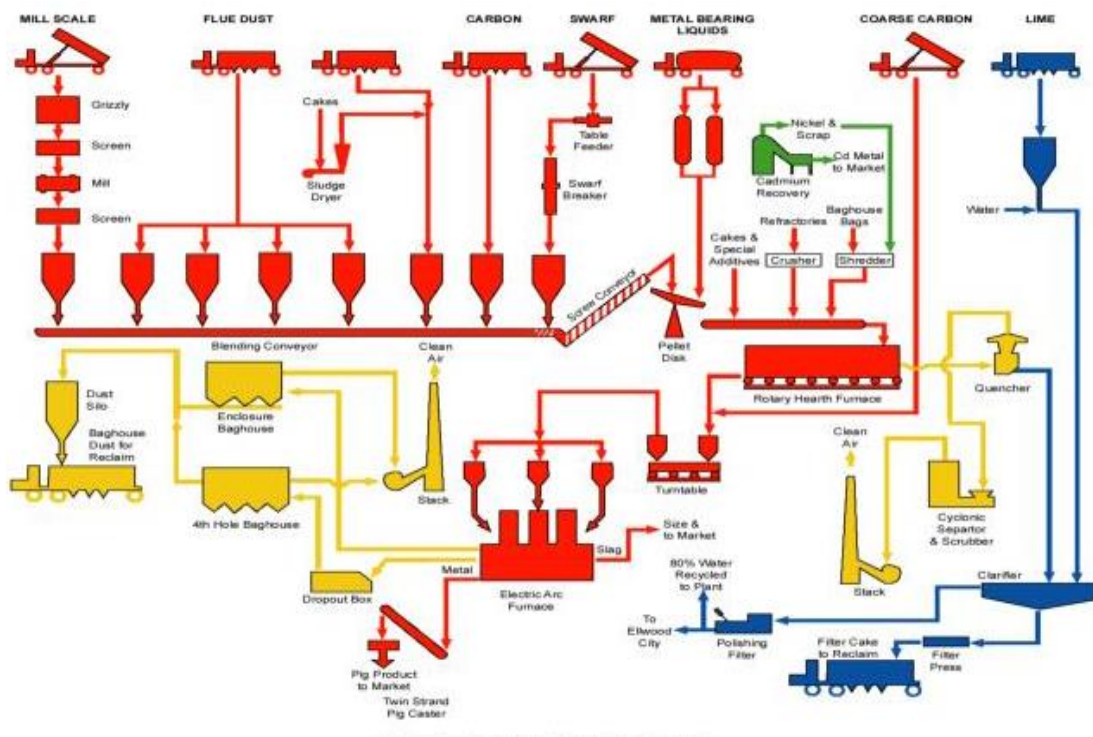 MILL SCALE
FLUE DUST
CARBON
SWARF
METAL BEARING
LIQUIDS
COARSE CARBON
LIME
Grizzly
Screen
Mill
Screen
Cakes
Sludge
Dryer
Table
Feeder
Swarf
Breaker
Nickel &
Scrap
Cd Metal
to Market
Cadmium
Recovery
Water
Refractories
Baghouse
Bags
Cakes &
Special
Additives
Crusher
Shredder
Screw Conveyor
Blending Conveyor
Pellet
Disk
Clean
Air
Rotary Hearth Furnace
Quencher
Dust
Silo
Enclosure
Baghouse
Baghouse
Dust for
Reclaim
Clean
Air
Turntable
Stack
4th Hole Baghouse
Cyclonic
Separtor
& Scrubber
Size &
to Market
Slag
Metal
80% Water
Recycled
to Plant
Electric Arc
Furnace
Dropout Box
Stack
Clarifier
To
Ellwood
City
Polishing
Filter
Filter Cake
to Reclaim
Filter
Press
Pig Product
to Market
Twin Strand
Pig Caster